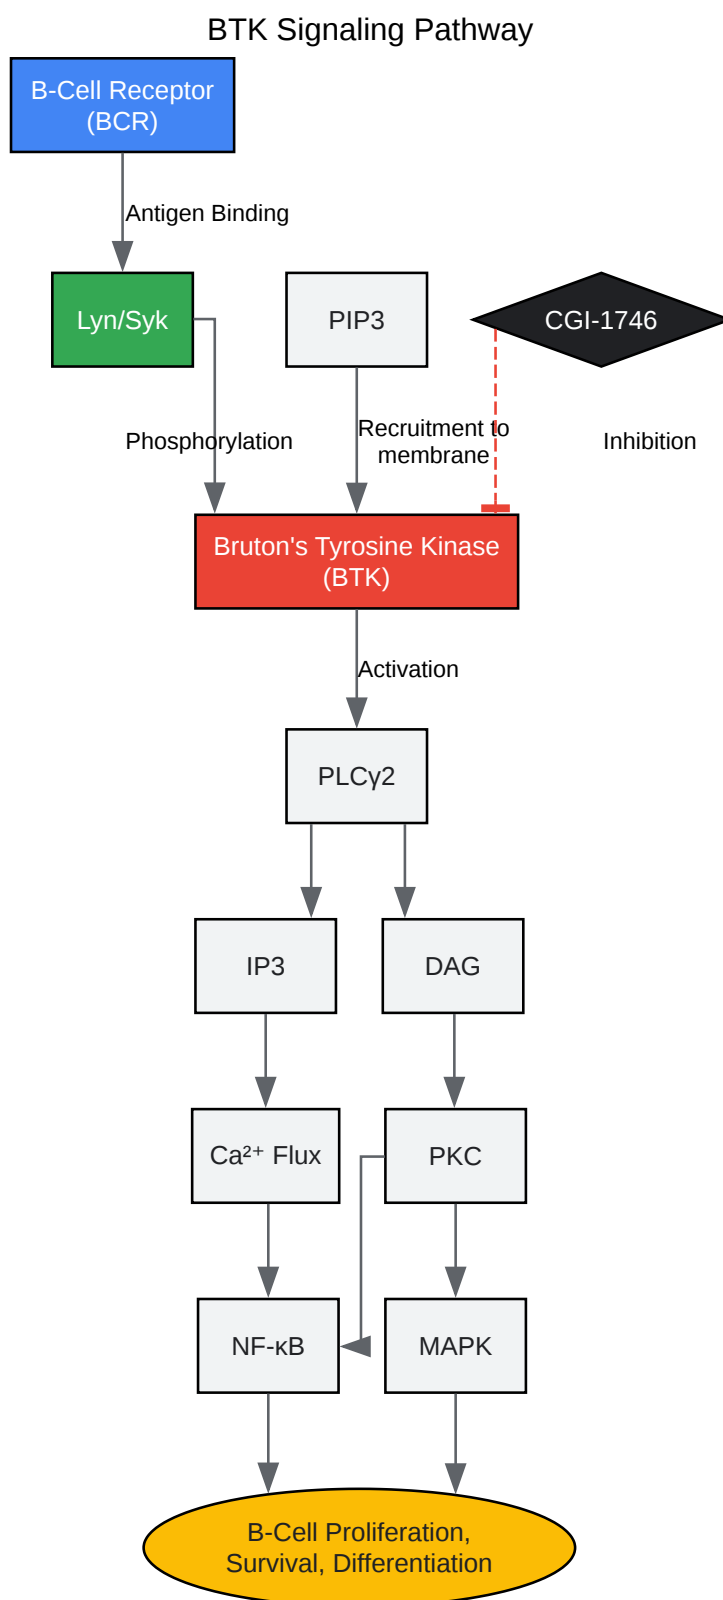 BTK Signaling Pathway
B-Cell Receptor
(BCR)
Antigen Binding
Lyn/Syk
PIP3
CGI-1746
Phosphorylation
Recruitment to
membrane
Inhibition
Bruton's Tyrosine Kinase
(BTK)
Activation
PLCγ2
IP3
DAG
Ca²⁺ Flux
PKC
NF-κB
MAPK
B-Cell Proliferation,
Survival, Differentiation